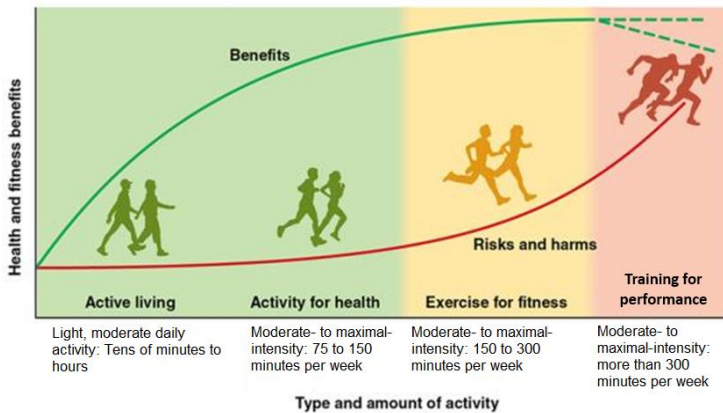 Health and fitness benefits
Benefits
Risks and harms
Active living
Activity for health
Exercise for fitness
Training for
performance
Light, moderate daily
activity: Tens of minutes to
hours
Moderate- to maximal-
intensity: 75 to 150
minutes per week
Moderate- to maximal-
intensity: 150 to 300
minutes per week
Moderate- to
maximal-intensity:
more than 300
minutes per week
Type and amount of activity